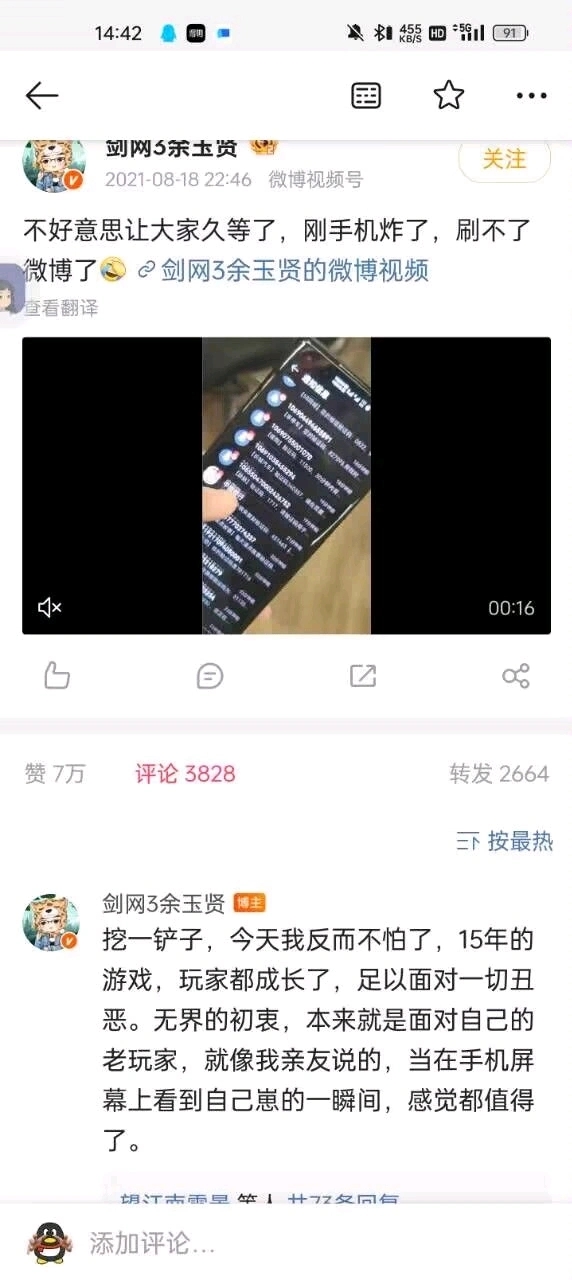 14:42
455
KB/S
HD
5G
91
剑网3余玉贤
2021-08-18 22:46 微博视频号
关注
不好意思让大家久等了，刚手机炸了，刷不了
微博了 剑网3余玉贤的微博视频
查看翻译
00:16
赞 7万
评论 3828
转发 2664
按最热
剑网3余玉贤 博主
挖一铲子，今天我反而不怕了，15年的
游戏，玩家都成长了，足以面对一切丑
恶。无界的初衷，本来就是面对自己的
老玩家，就像我亲友说的，当在手机屏
幕上看到自己崽的一瞬间，感觉都值得
了。
等人 共73条回复
添加评论...